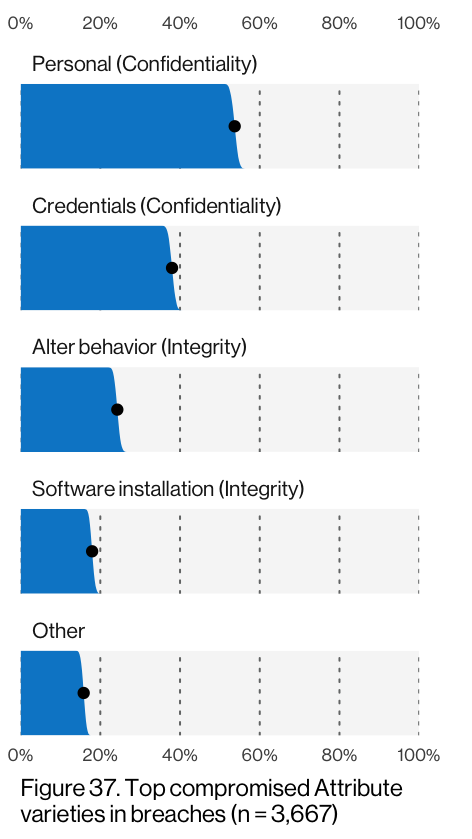 0% 20% 40% 60% 80% 100%
Personal (Confidentiality)
Credentials (Confidentiality)
Alter behavior (Integrity)
Software installation (Integrity)
Other
0% 20% 40% 60% 80% 100%
Figure 37. Top compromised Attribute
varieties in breaches (n = 3,667)